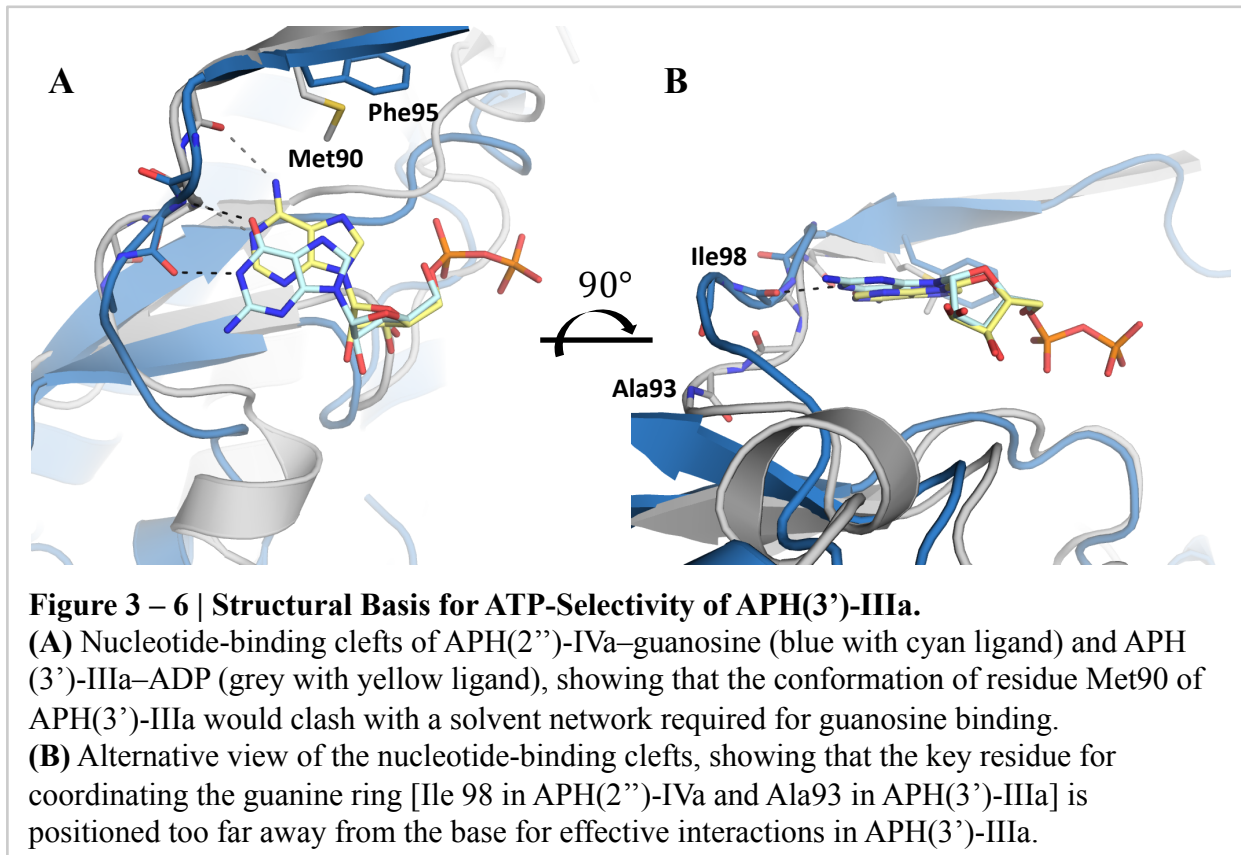 A
B
Phe95
Met90
Ile98
90°
Ala93
Figure 3 – 6 | Structural Basis for ATP-Selectivity of APH(3’)-IIIa.
(A) Nucleotide-binding clefts of APH(2”)-IVa–guanosine (blue with cyan ligand) and APH
(3’)-IIIa–ADP (grey with yellow ligand), showing that the conformation of residue Met90 of
APH(3’)-IIIa would clash with a solvent network required for guanosine binding.
(B) Alternative view of the nucleotide-binding clefts, showing that the key residue for
coordinating the guanine ring [Ile 98 in APH(2”)-IVa and Ala93 in APH(3’)-IIIa] is
positioned too far away from the base for effective interactions in APH(3’)-IIIa.